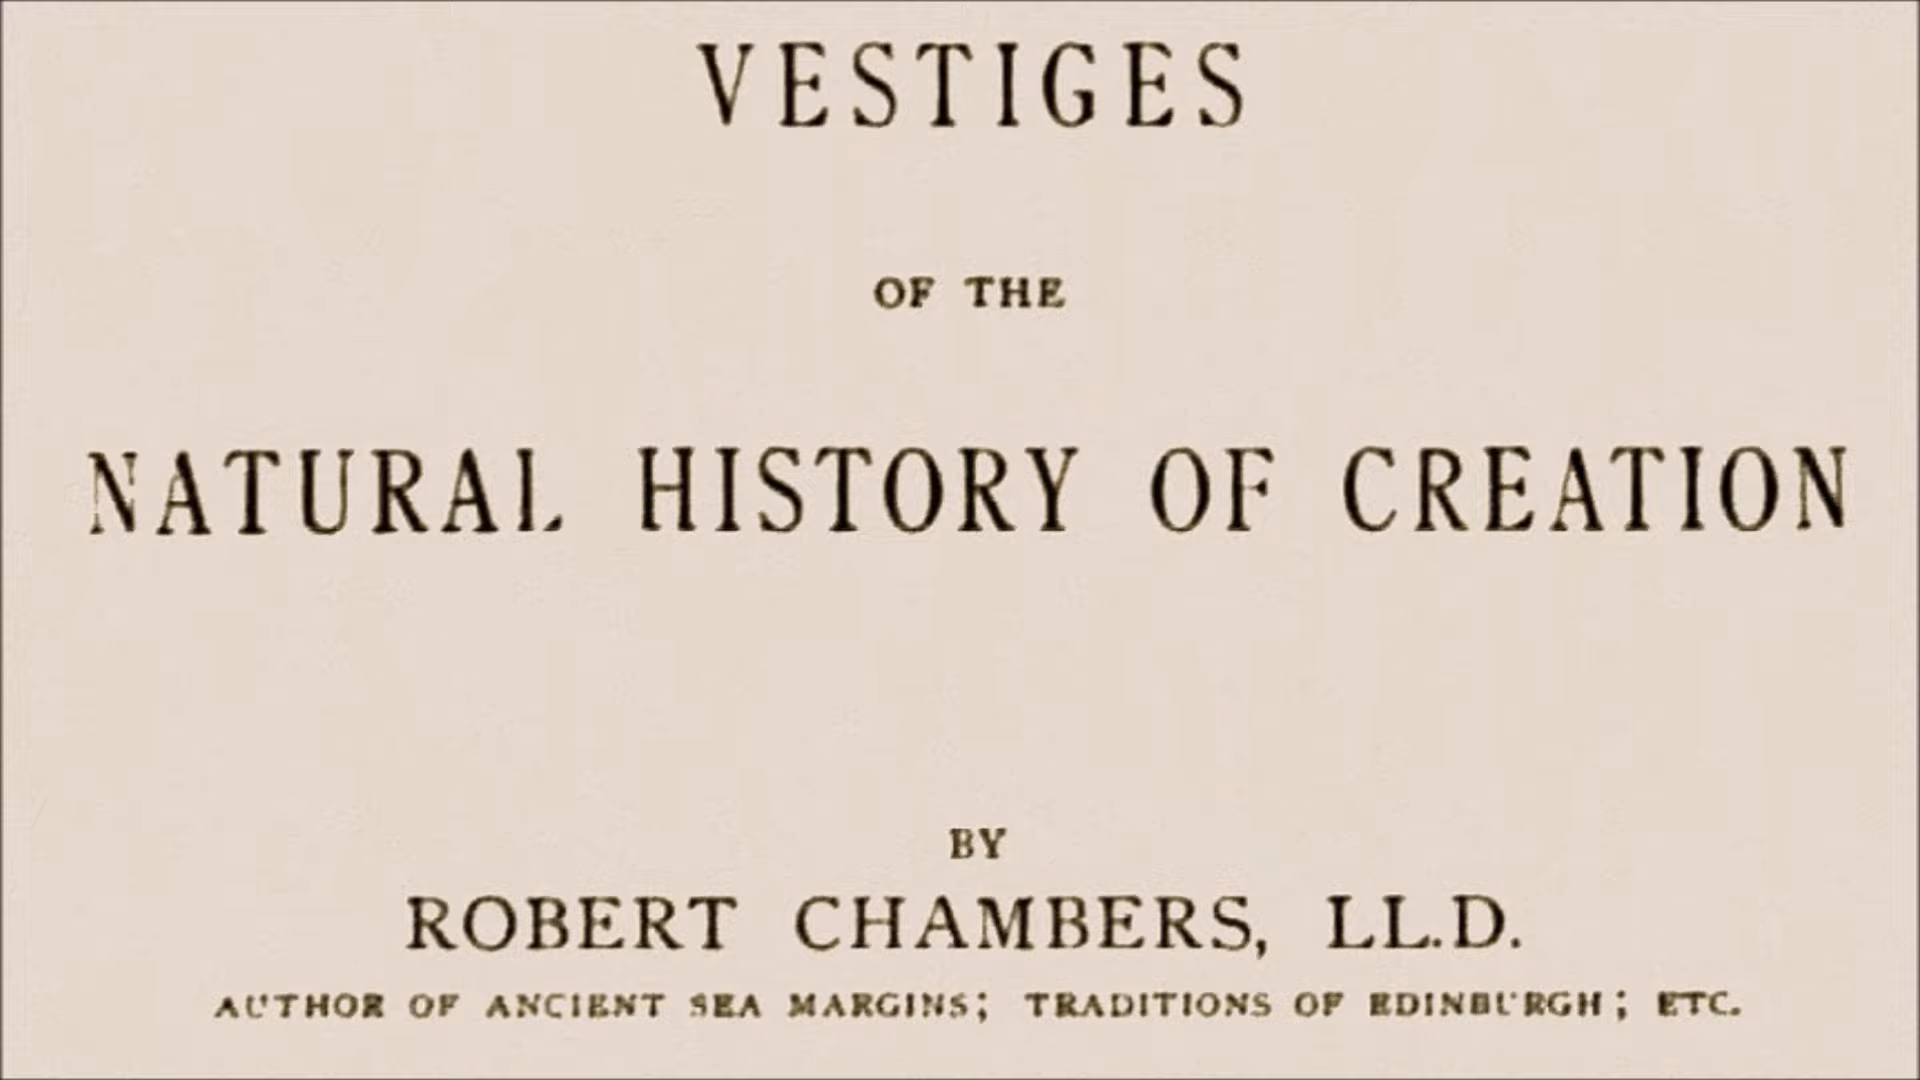 VESTIGES
OF THE
NATURAL HISTORY OF CREATION
BY
ROBERT CHAMBERS, LL.D.
AUTHOR OF ANCIENT SEA MARGINS; TRADITIONS OF EDINBURGH; ETC.